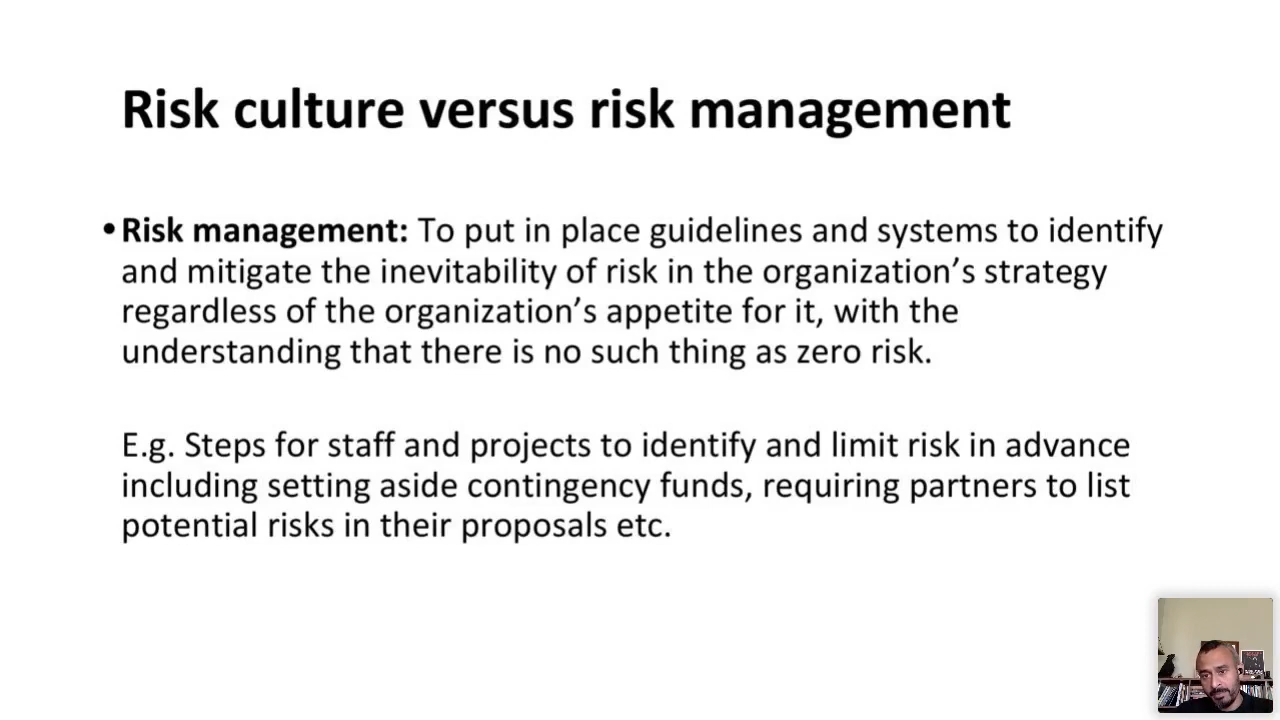 Risk culture versus risk management
•Risk management: To put in place guidelines and systems to identify
and mitigate the inevitability of risk in the organization’s strategy
regardless of the organization’s appetite for it, with the
understanding that there is no such thing as zero risk.
E.g. Steps for staff and projects to identify and limit risk in advance
including setting aside contingency funds, requiring partners to list
potential risks in their proposals etc.